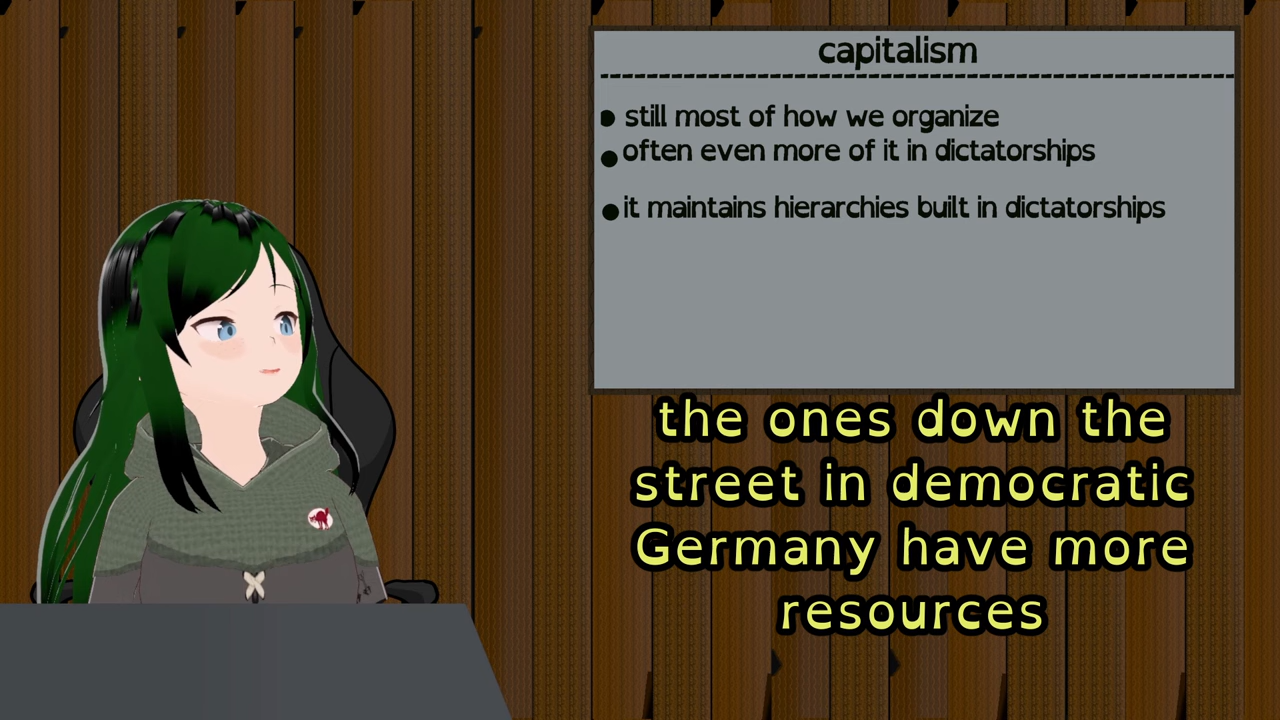 capitalism
● still most of how we organize
● often even more of it in dictatorships
● it maintains hierarchies built in dictatorships
the ones down the
street in democratic
Germany have more
resources